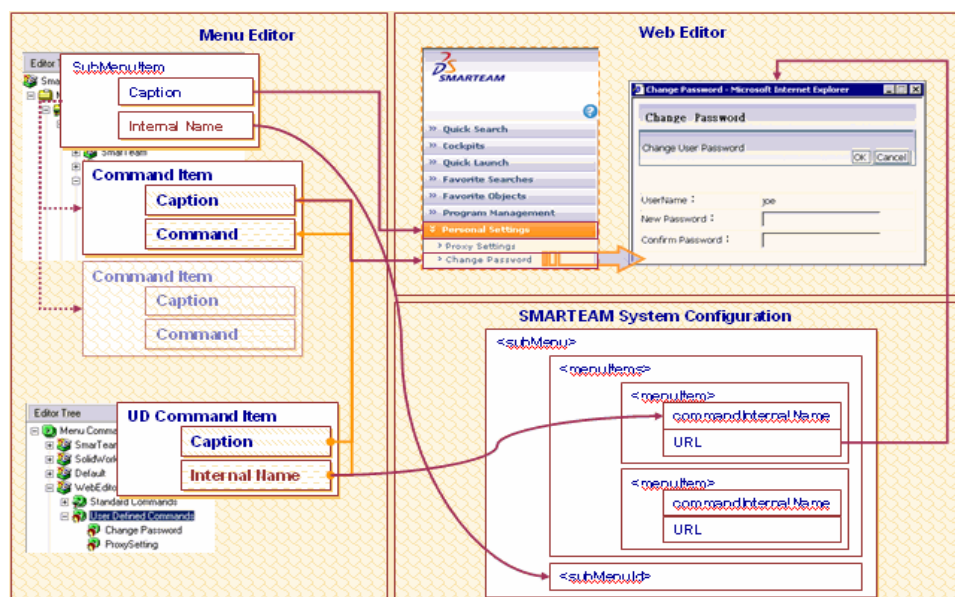 Menu Editor
Editor
SubMenuItem
Caption
Internal Name
SmarTeam
Command Item
Caption
Command
Command Item
Caption
Command
Editor Tree
Menu Comma
SmarTeam
SolidWork
Default
WebEditor
Standard Commands
User Defined Commands
Change Password
ProxySetting
UD Command Item
Caption
Internal Name
Web Editor
DS
SMARTEAM
?
» Quick Search
» Cockpits
» Quick Launch
» Favorite Searches
» Favorite Objects
» Program Management
Personal Settings
› Proxy Settings
› Change Password
Change Password - Microsoft Internet Explorer
Change Password
Change User Password
OK Cancel
UserName : joe
New Password :
Confirm Password :
SMARTEAM System Configuration
<subMenu>
<menuItems>
<menuItem>
commandInternalName
URL
<menuItem>
commandInternalName
URL
<subMenuId>